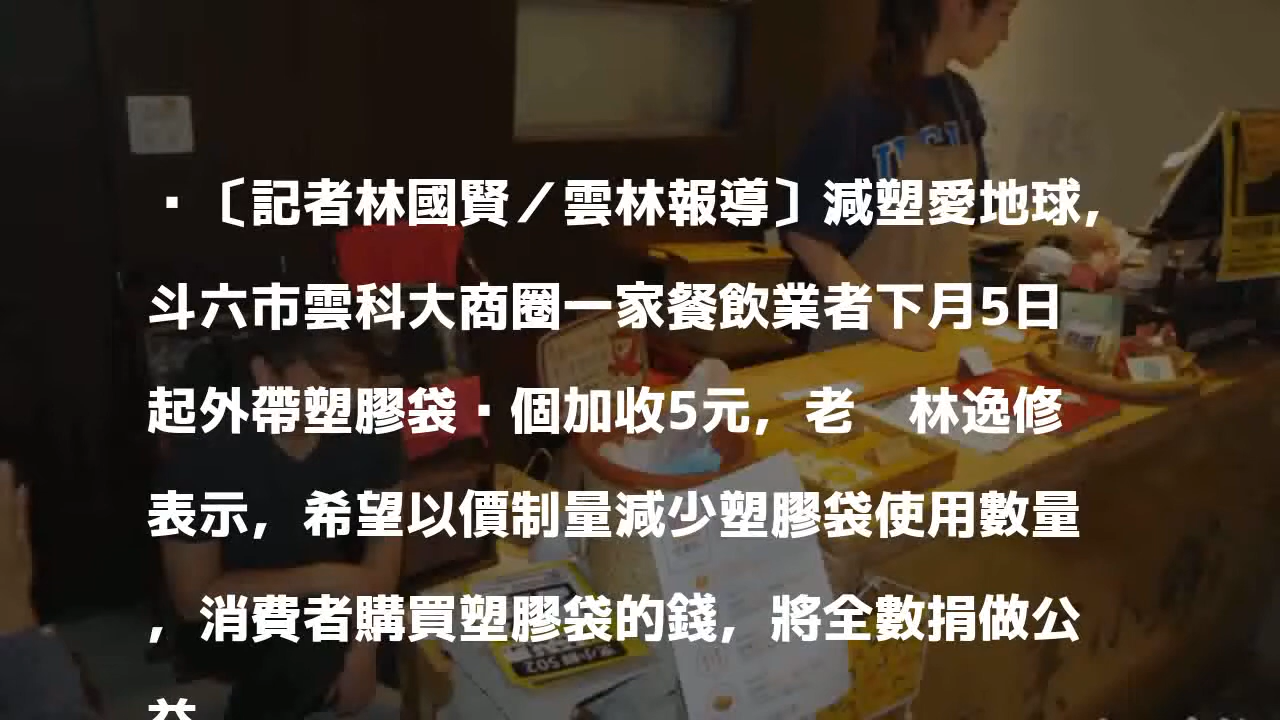 ▪〔記者林國賢／雲林報導〕減塑愛地球，
斗六市雲科大商圈一家餐飲業者下月5日
起外帶塑膠袋▪個加收5元，老　林逸修
表示，希望以價制量減少塑膠袋使用數量
，消費者購買塑膠袋的錢，將全數捐做公
益